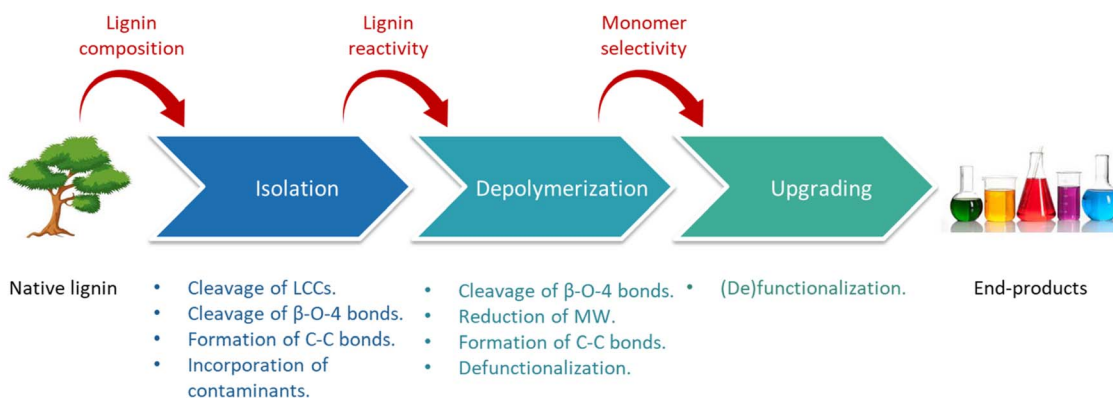 Lignin
composition
Lignin
reactivity
Monomer
selectivity
Isolation
Depolymerization
Upgrading
Native lignin
• Cleavage of LCCs.
• Cleavage of β-O-4 bonds.
• Formation of C-C bonds.
• Incorporation of
contaminants.
• Cleavage of β-O-4 bonds.
• Reduction of MW.
• Formation of C-C bonds.
• Defunctionalization.
• (De)functionalization.
End-products